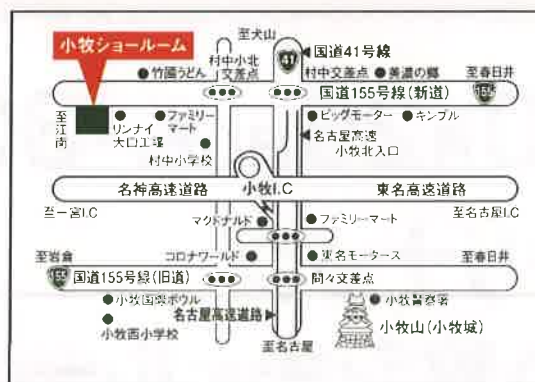 小牧ショールーム
至犬山
国道41号線
41
竹國うどん
村中小北
交差点
村中交差点
美濃の郷
至春日井
国道155号線(新道)
155
至江南
リンナイ
大口工場
ファミリー
マート
村中小学校
ビッグモーター
キンブル
名古屋高速
小牧北入口
名神高速道路
小牧I.C
東名高速道路
至一宮I.C
至名古屋I.C
マクドナルド
ファミリーマート
至岩倉
コロナワールド
東名モータース
至春日井
155
国道155号線(旧道)
間々交差点
小牧国際ボウル
小牧西小学校
名古屋高速道路
至名古屋
小牧警察署
小牧山(小牧城)